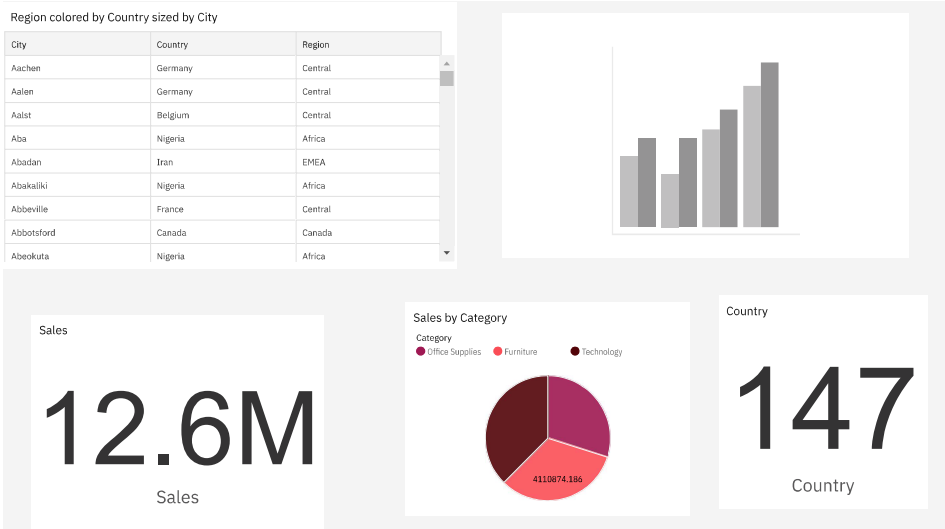 Region colored by Country sized by City
City Country Region
Aachen Germany Central
Aalen Germany Central
Aalst Belgium Central
Aba Nigeria Africa
Abadan Iran EMEA
Abakaliki Nigeria Africa
Abbeville France Central
Abbotsford Canada Canada
Abeokuta Nigeria Africa
Sales
12.6M
Sales
Sales by Category
Category
Office Supplies Furniture Technology
4110874.186
Country
147
Country